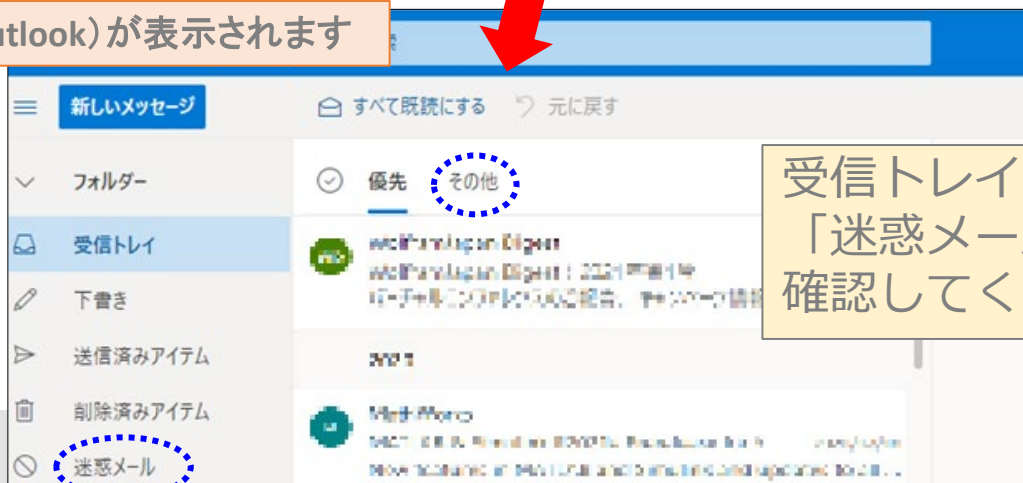 utlook）が表示されます
新しいメッセージ
すべて既読にする
元に戻す
フォルダー
優先
その他
受信トレイ
「迷惑メー
確認してく
受信トレイ
WolframJapan Digest
下書き
送信済みアイテム
削除済みアイテム
MathWorks
迷惑メール